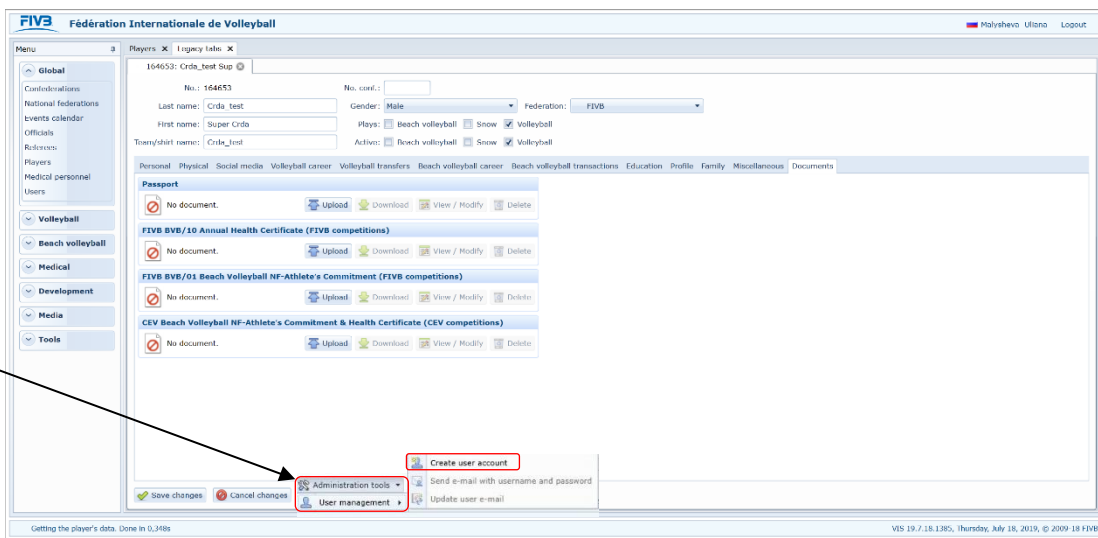 FIVB Fédération Internationale de Volleyball Malysheva Uliana Logout
Menu Players X Legacy tabs X
Global 164653: Crda_test Sup
Confederations No.: 164653 No. conf.:
National federations Last name: Crda_test Gender: Male Federation: FIVB
Events calendar First name: Super Crda Plays: Beach volleyball Snow Volleyball
Officials
Referees Team/shirt name: Crda_test Active: Beach volleyball Snow Volleyball
Players Personal Physical Social media Volleyball career Volleyball transfers Beach volleyball career Beach volleyball transactions Education Profile Family Miscellaneous Documents
Medical personnel
Users
Passport
No document. Upload Download View / Modify Delete
Volleyball
FIVB BVB/10 Annual Health Certificate (FIVB competitions)
Beach volleyball
No document. Upload Download View / Modify Delete
Medical
FIVB BVB/01 Beach Volleyball NF-Athlete's Commitment (FIVB competitions)
Development
No document. Upload Download View / Modify Delete
Media
CEV Beach Volleyball NF-Athlete's Commitment & Health Certificate (CEV competitions)
Tools
No document. Upload Download View / Modify Delete
Create user account
Administration tools Send e-mail with username and password
Save changes Cancel changes User management Update user e-mail
Getting the player's data. Done in 0,348s VIS 19.7.18.1385, Thursday, July 18, 2019, © 2009-18 FIVB